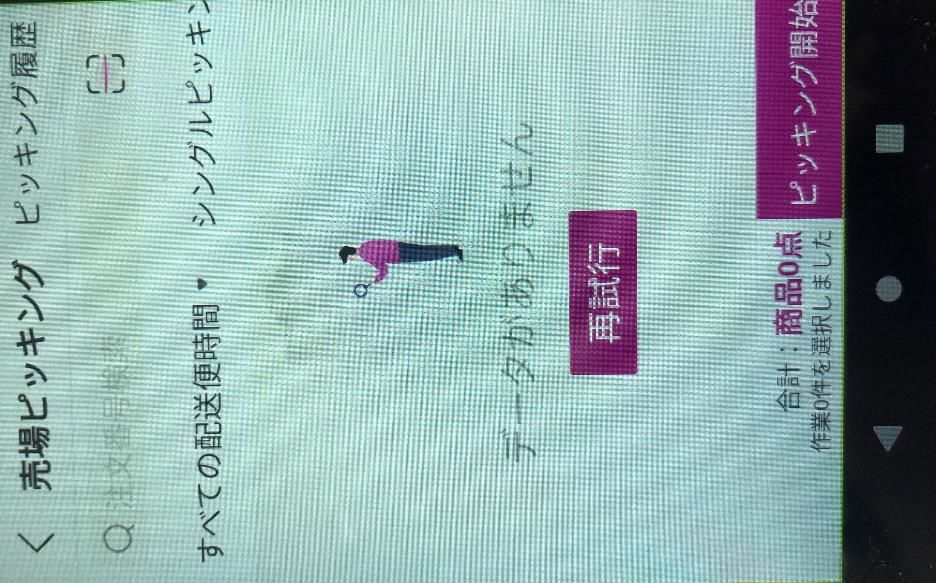 売場ピッキング ピッキング履歴
注文番号検索
すべての配送便時間 ▼ シングルピッキン
データがありません
再試行
合計：商品0点
作業0件を選択しました
ピッキング開始